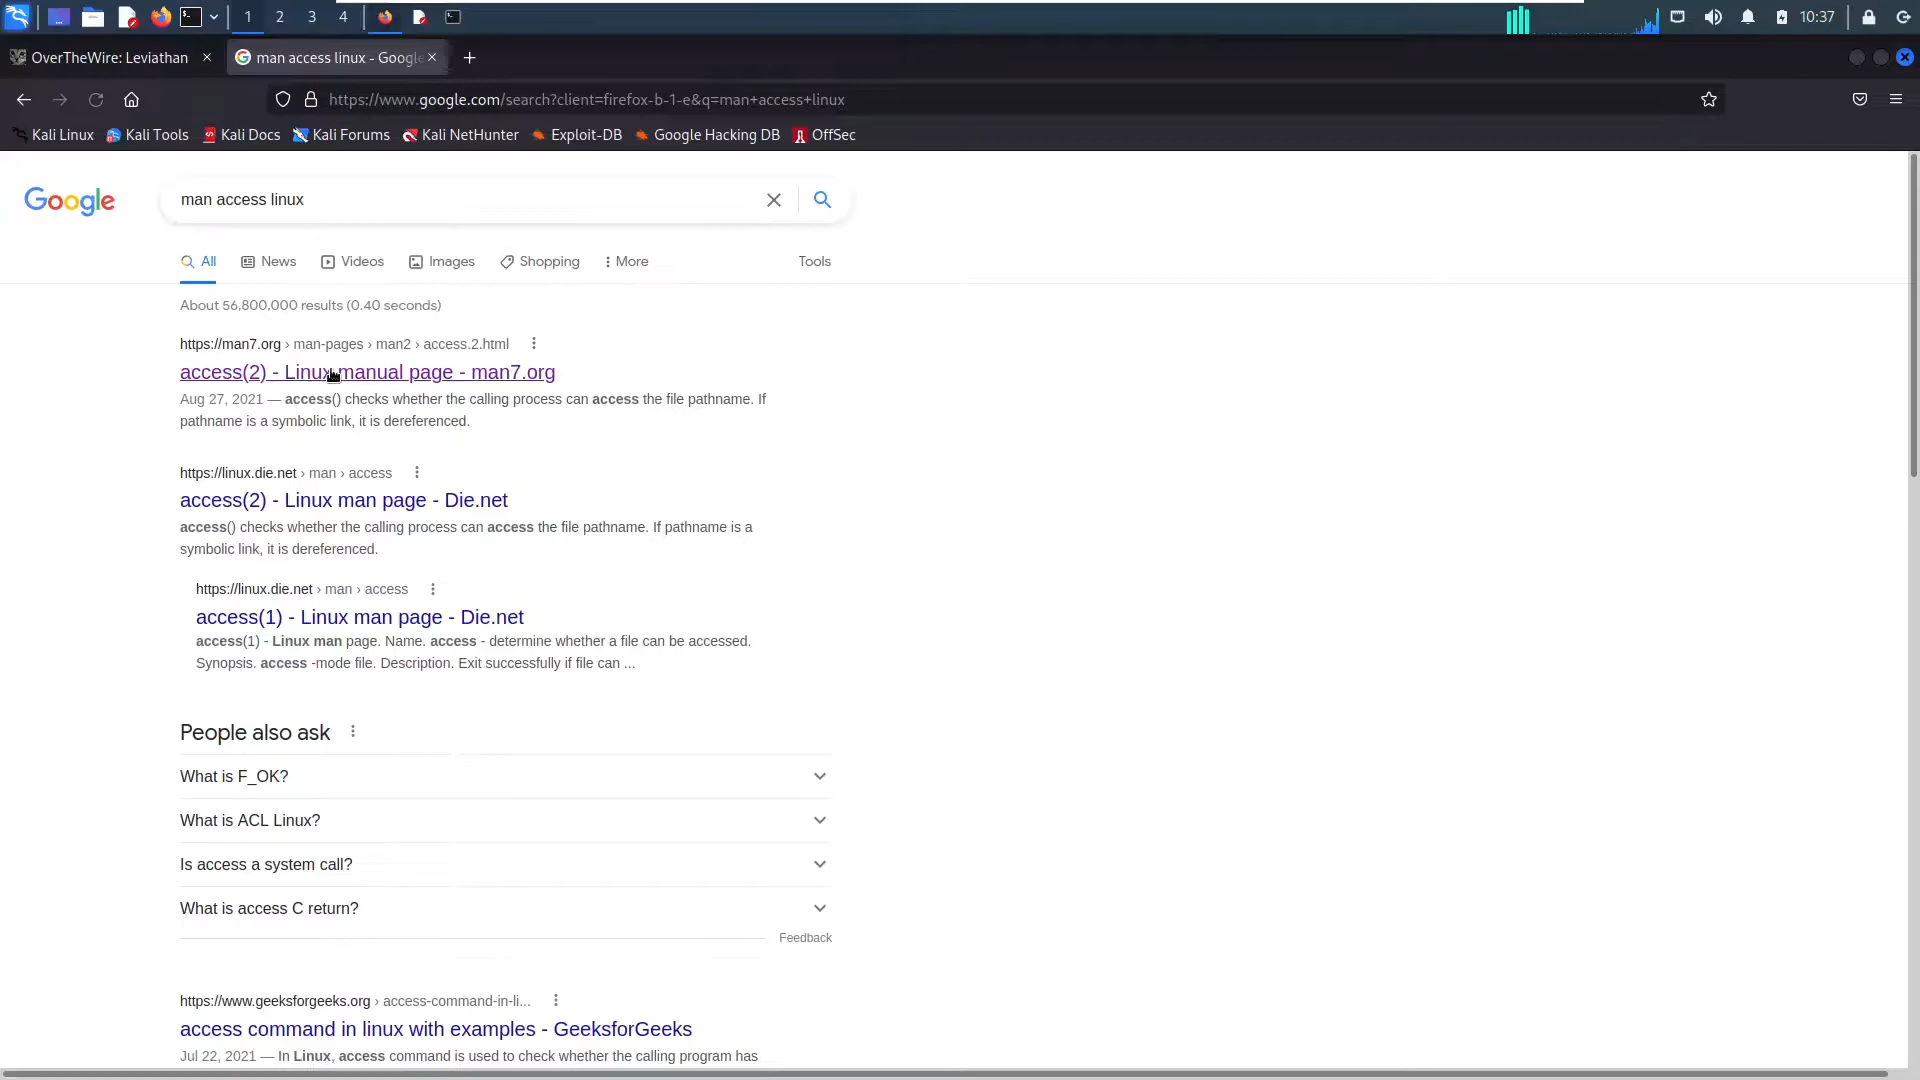 1 2 3 4 10:37
OverTheWire: Leviathan man access linux - Google
https://www.google.com/search?client=firefox-b-1-e&q=man+access+linux
Kali Linux Kali Tools Kali Docs Kali Forums Kali NetHunter Exploit-DB Google Hacking DB OffSec
Google man access linux
All News Videos Images Shopping More Tools
About 56,800,000 results (0.40 seconds)
https://man7.org › man-pages › man2 › access.2.html
access(2) - Linux manual page - man7.org
Aug 27, 2021 — access() checks whether the calling process can access the file pathname. If
pathname is a symbolic link, it is dereferenced.
https://linux.die.net › man › access
access(2) - Linux man page - Die.net
access() checks whether the calling process can access the file pathname. If pathname is a
symbolic link, it is dereferenced.
https://linux.die.net › man › access
access(1) - Linux man page - Die.net
access(1) - Linux man page. Name. access - determine whether a file can be accessed.
Synopsis. access -mode file. Description. Exit successfully if file can ...
People also ask
What is F_OK?
What is ACL Linux?
Is access a system call?
What is access C return?
Feedback
https://www.geeksforgeeks.org › access-command-in-li...
access command in linux with examples - GeeksforGeeks
Jul 22, 2021 — In Linux, access command is used to check whether the calling program has